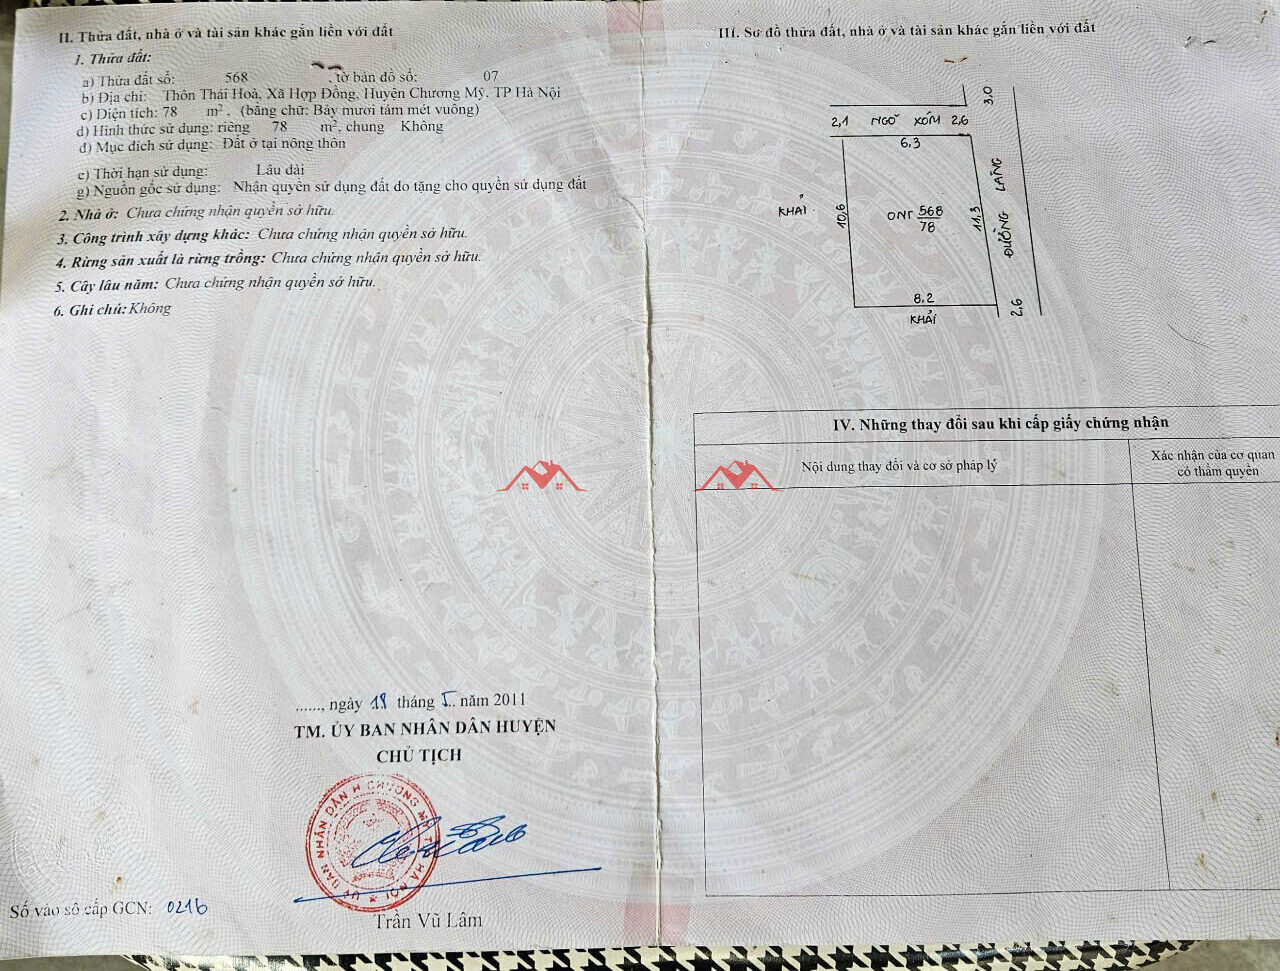 II. Thửa đất, nhà ở và tài sản khác gắn liền với đất
1. Thửa đất:
a) Thửa đất số: 568 , tờ bản đồ số: 07
b) Địa chỉ: Thôn Thái Hoà, Xã Hợp Đồng, Huyện Chương Mỹ, TP Hà Nội
c) Diện tích: 78 m², (bằng chữ: Bảy mươi tám mét vuông)
d) Hình thức sử dụng: riêng 78 m², chung Không
đ) Mục đích sử dụng: Đất ở tại nông thôn
e) Thời hạn sử dụng: Lâu dài
g) Nguồn gốc sử dụng: Nhận quyền sử dụng đất do tặng cho quyền sử dụng đất
2. Nhà ở: Chưa chứng nhận quyền sở hữu.
3. Công trình xây dựng khác: Chưa chứng nhận quyền sở hữu.
4. Rừng sản xuất là rừng trồng: Chưa chứng nhận quyền sở hữu.
5. Cây lâu năm: Chưa chứng nhận quyền sở hữu.
6. Ghi chú: Không
......, ngày 18 tháng 5.. năm 2011
TM. ỦY BAN NHÂN DÂN HUYỆN
CHỦ TỊCH
ỦY BAN NHÂN DÂN H CHƯƠNG MỸ T. HÀ NỘI
Trần Vũ Lâm
Số vào sổ cấp GCN: 0216
III. Sơ đồ thửa đất, nhà ở và tài sản khác gắn liền với đất
3,0
2,1 NGÕ XÓM 2,6
6,3
KHẢI
10,6
ONT 568
78
11,3
ĐƯỜNG LÀNG
8,2
KHẢI
2,6
IV. Những thay đổi sau khi cấp giấy chứng nhận
Nội dung thay đổi và cơ sở pháp lý
Xác nhận của cơ quan
có thẩm quyền